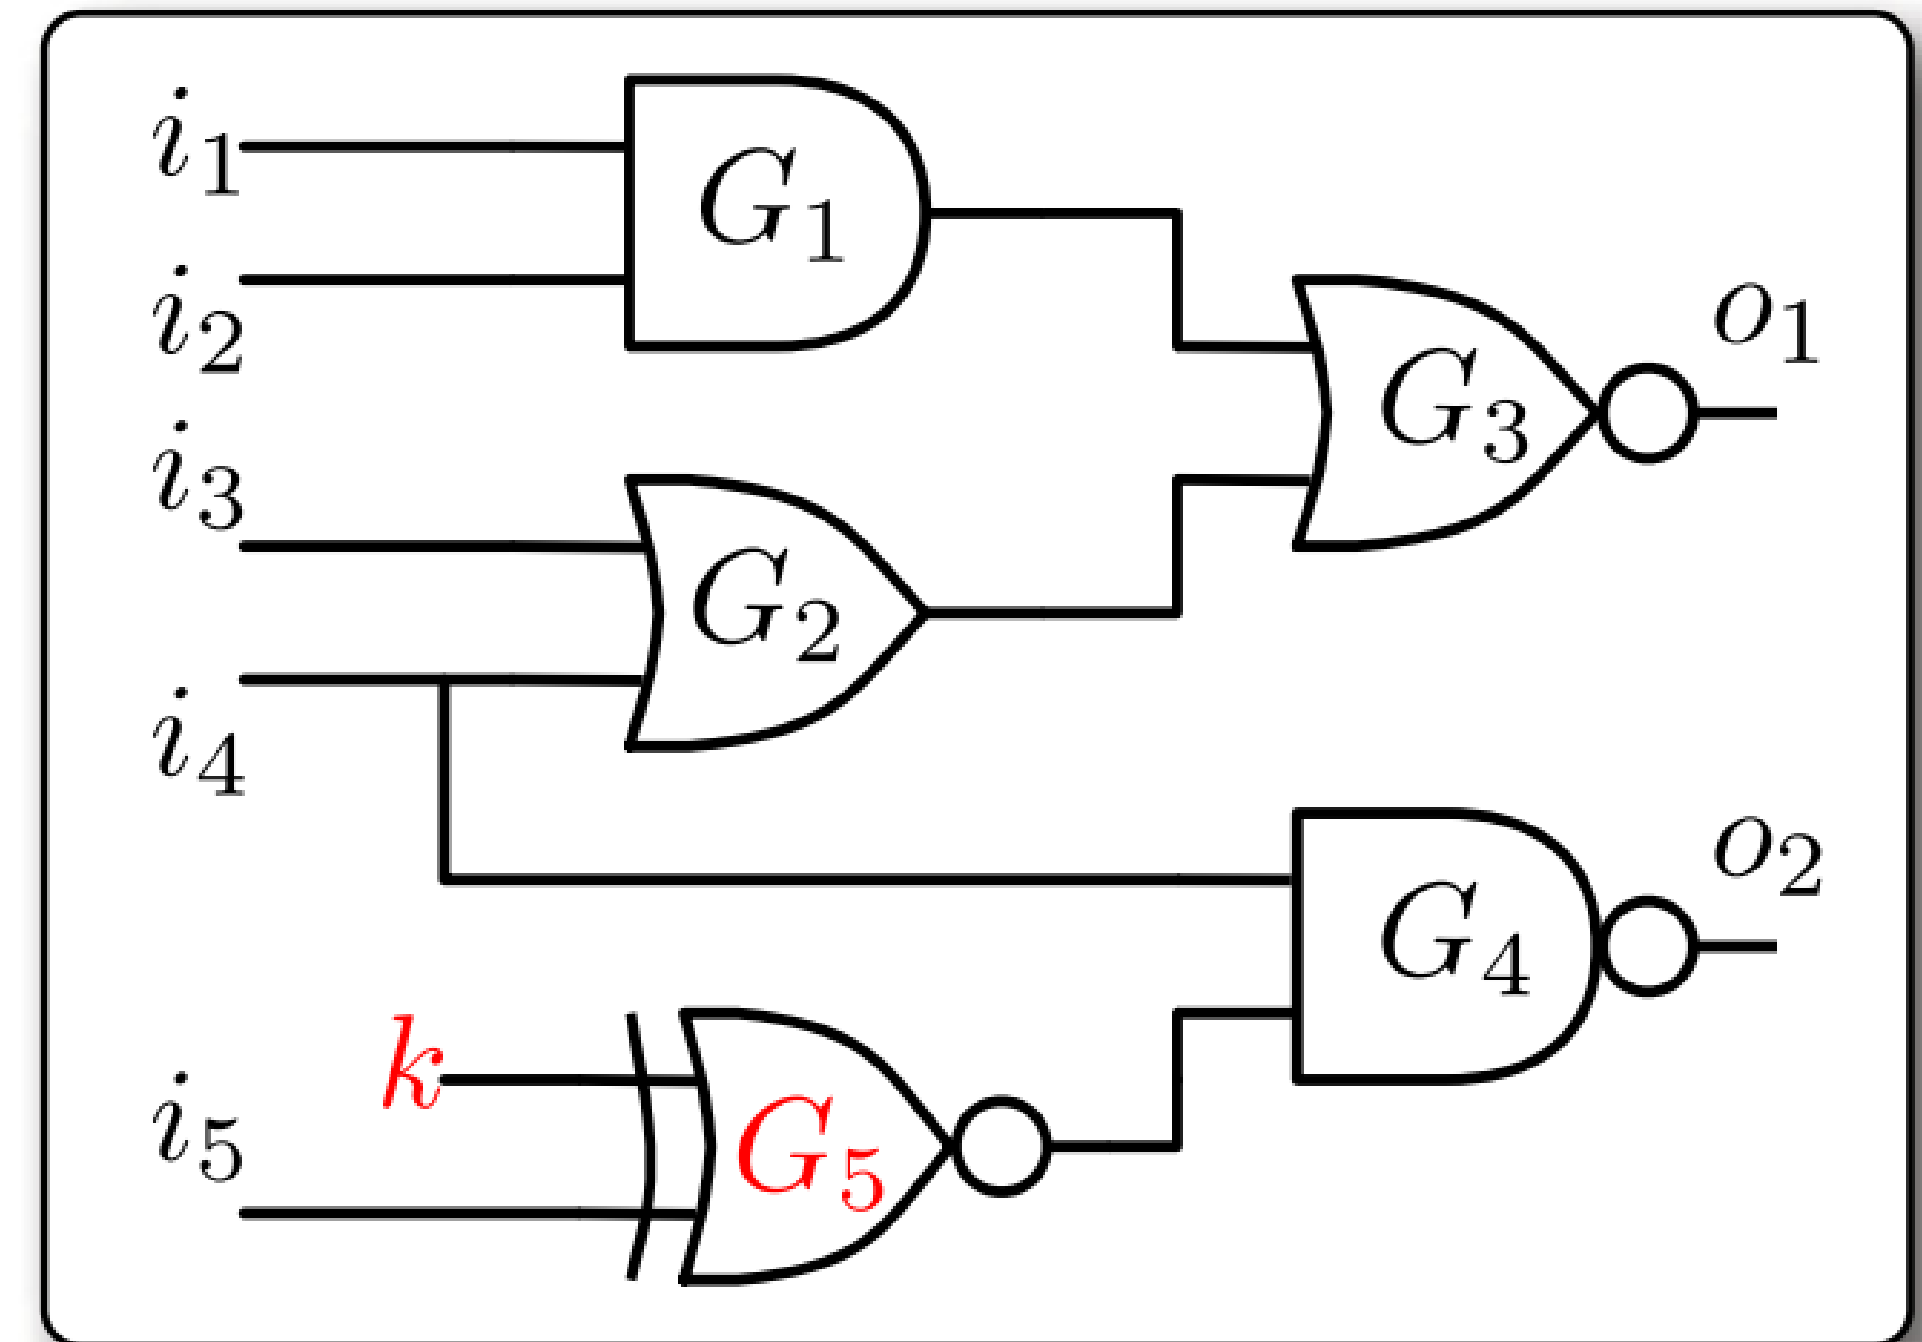 i₁
G₁
i₂
o₁
G₃
i₃
G₂
i₄
o₂
G₄
k
i₅
G₅